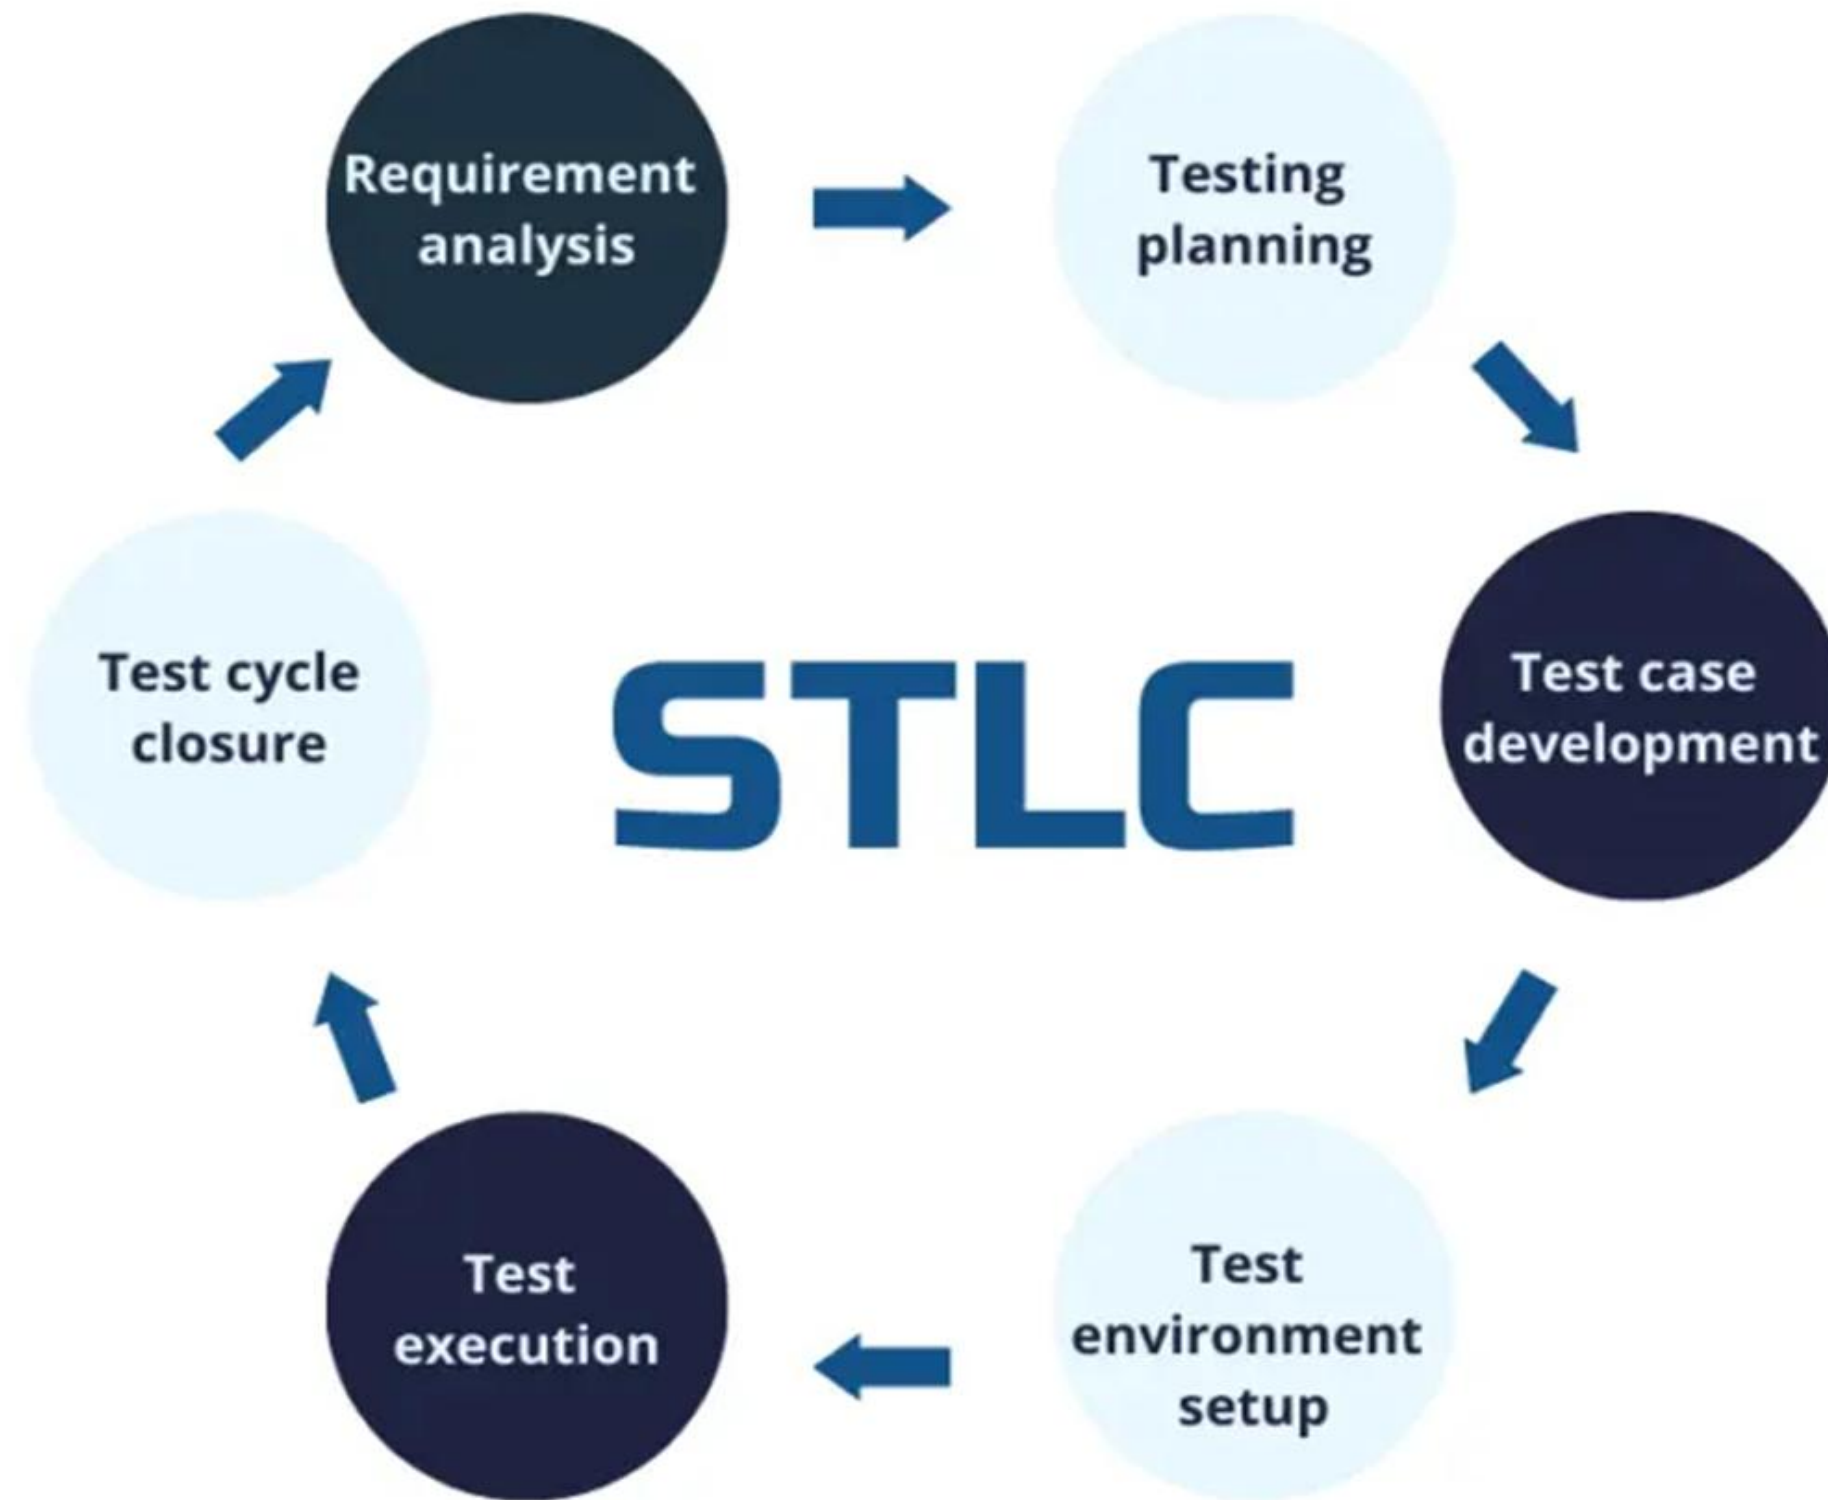 Requirement
analysis
Testing
planning
Test case
development
Test
environment
setup
Test
execution
Test cycle
closure
STLC